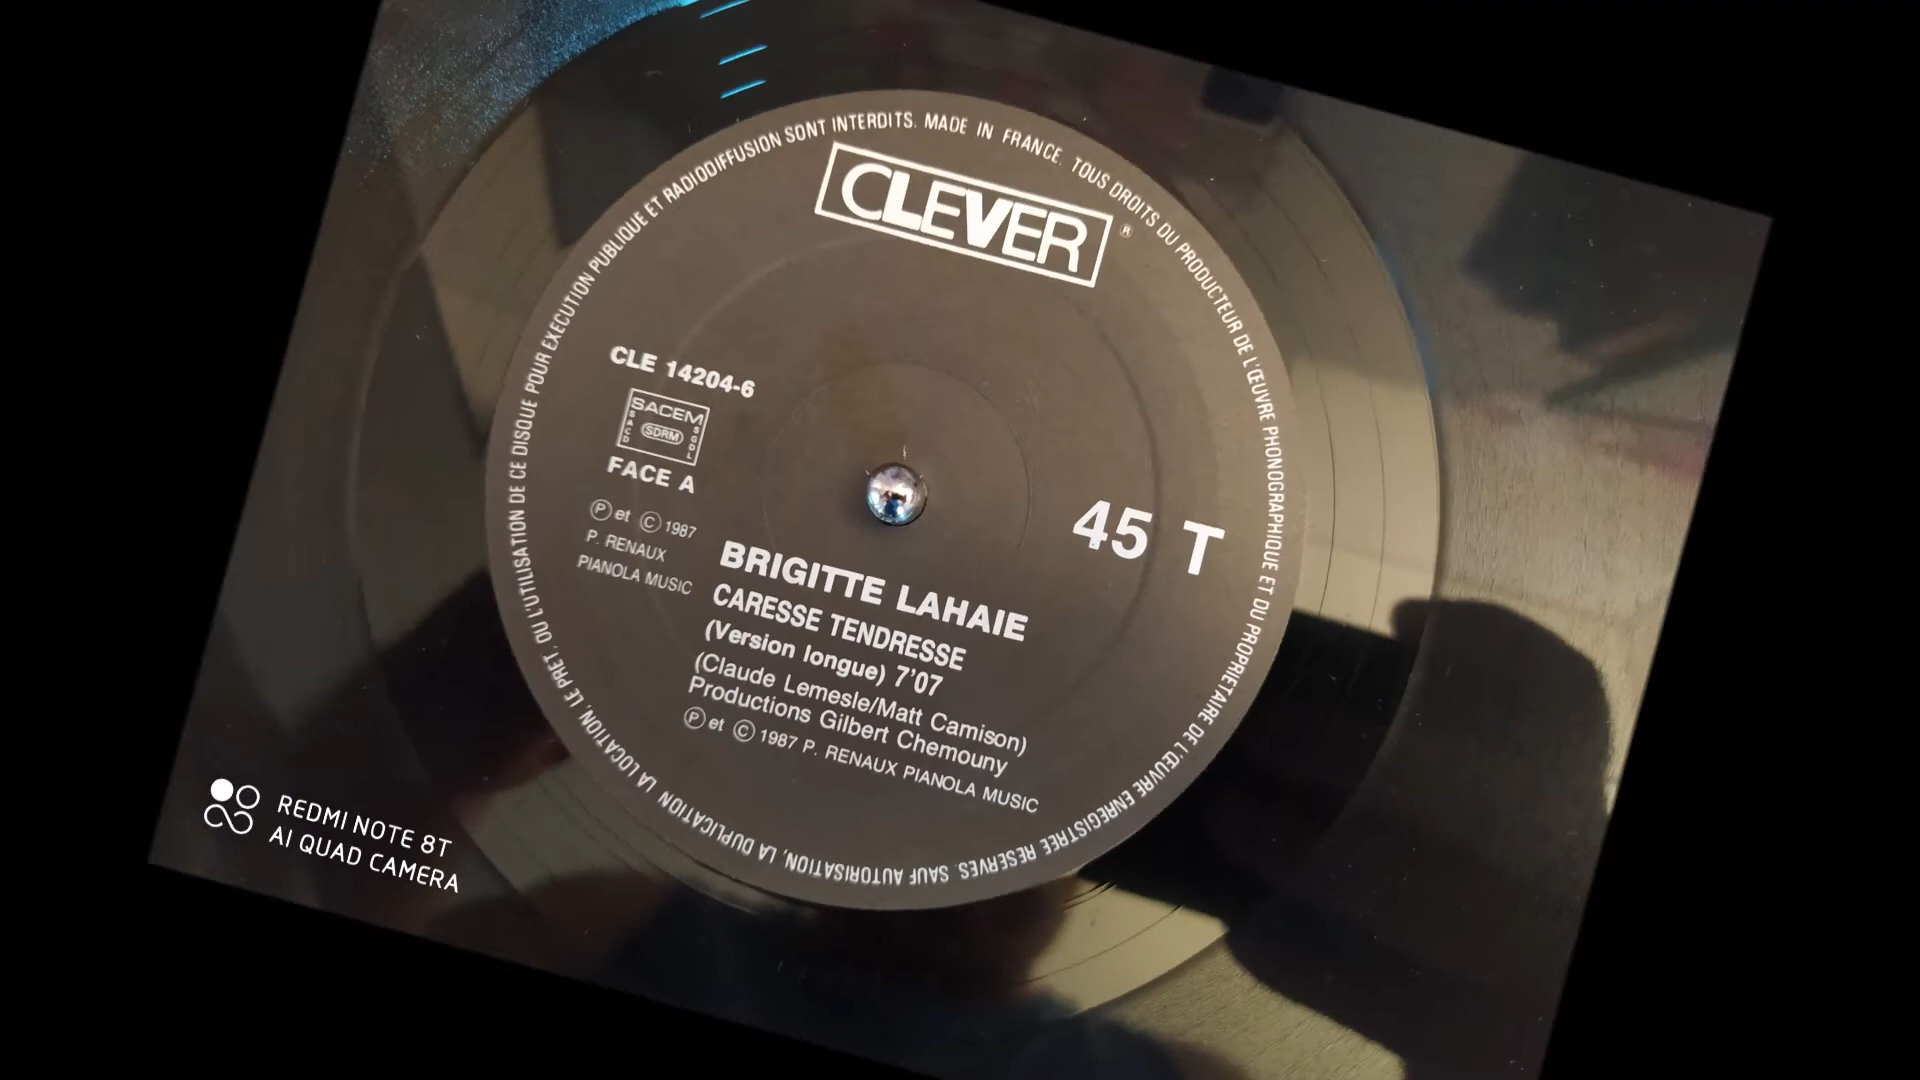 TOUS DROITS DU PRODUCTEUR DE L'ŒUVRE PHONOGRAPHIQUE ET DU PROPRIETAIRE DE L'ŒUVRE ENREGISTREE RESERVES. SAUF AUTORISATION, LA DUPLICATION, LA LOCATION, LE PRET, OU L'UTILISATION DE CE DISQUE POUR EXECUTION PUBLIQUE ET RADIODIFFUSION SONT INTERDITS. MADE IN FRANCE.
CLEVER ®
CLE 14204-6
SACEM
SACD
SDRM
SGDL
FACE A
℗ et © 1987
P. RENAUX
PIANOLA MUSIC
45 T
BRIGITTE LAHAIE
CARESSE TENDRESSE
(Version longue) 7'07
(Claude Lemesle/Matt Camison)
Productions Gilbert Chemouny
℗ et © 1987 P. RENAUX PIANOLA MUSIC
REDMI NOTE 8T
AI QUAD CAMERA